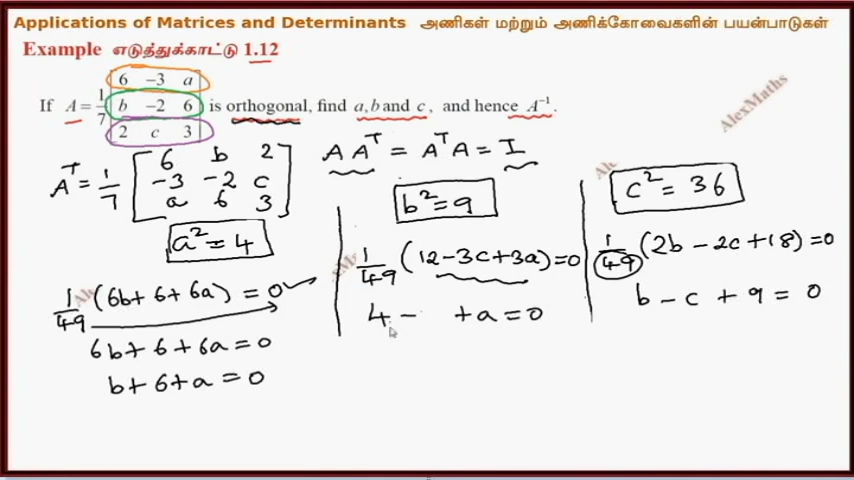 Applications of Matrices and Determinants அணிகள் மற்றும் அணிக்கோவைகளின் பயன்பாடுகள்
Example எடுத்துக்காட்டு 1.12
If A = 1/7 [6 −3 a
b −2 6
2 c 3] is orthogonal, find a, b and c , and hence A⁻¹.
AlexMaths
A^T = 1/7 [6 b 2
−3 −2 c
a 6 3]
A A^T = A^T A = I
a² = 4
1/49 (6b + 6 + 6a) = 0
6b + 6 + 6a = 0
b + 6 + a = 0
b² = 9
1/49 (12 − 3c + 3a) = 0
4 − + a = 0
c² = 36
1/49 (2b − 2c + 18) = 0
b − c + 9 = 0